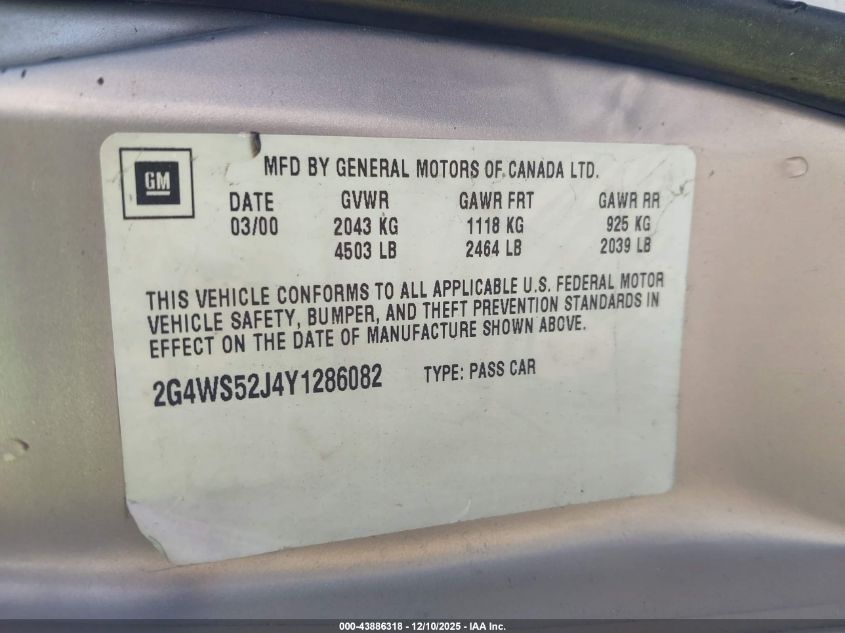 MFD BY GENERAL MOTORS OF CANADA LTD.
GM
DATE GVWR GAWR FRT GAWR RR
03/00 2043 KG 1118 KG 925 KG
4503 LB 2464 LB 2039 LB
THIS VEHICLE CONFORMS TO ALL APPLICABLE U.S. FEDERAL MOTOR
VEHICLE SAFETY, BUMPER, AND THEFT PREVENTION STANDARDS IN
EFFECT ON THE DATE OF MANUFACTURE SHOWN ABOVE.
2G4WS52J4Y1286082 TYPE: PASS CAR
000-43886318 - 12/10/2025 - IAA Inc.